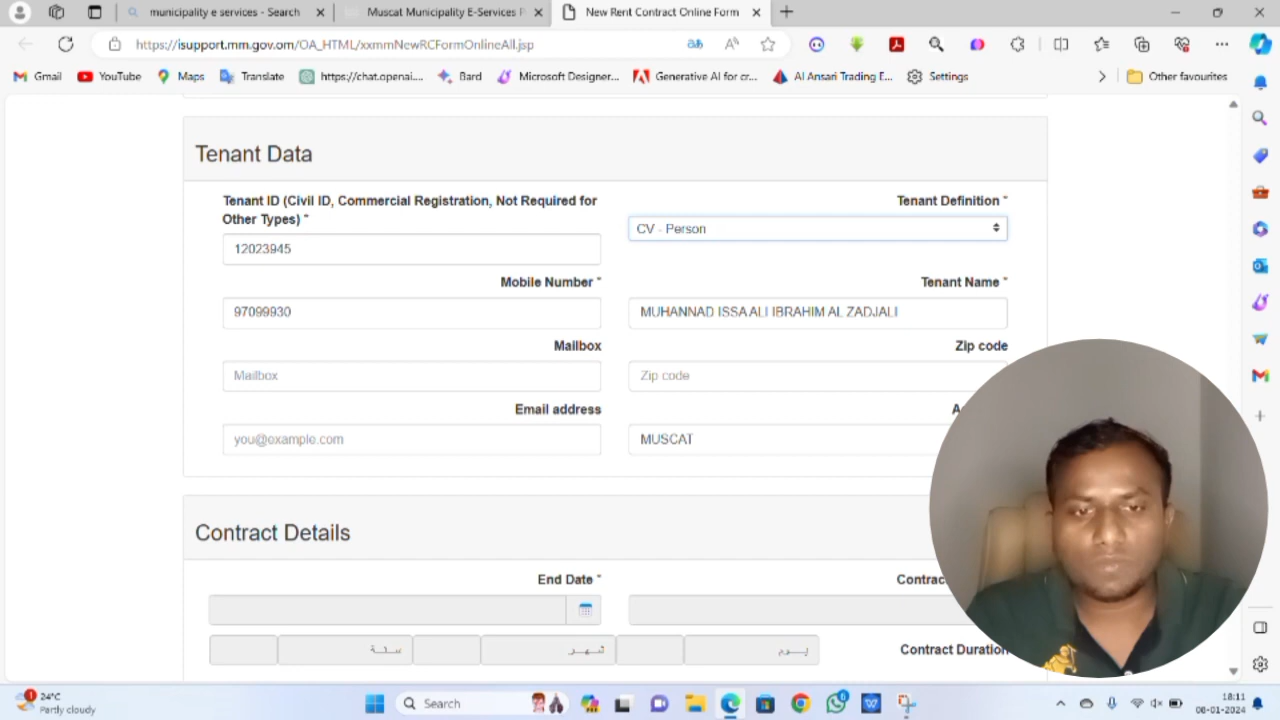 municipality e services - Search
Muscat Municipality E-Services P
New Rent Contract Online Form
https://isupport.mm.gov.om/OA_HTML/xxmmNewRCFormOnlineAll.jsp
Gmail
YouTube
Maps
Translate
https://chat.openai....
Bard
Microsoft Designer...
Generative AI for cr...
Al Ansari Trading E...
Settings
Other favourites
Tenant Data
Tenant ID (Civil ID, Commercial Registration, Not Required for
Other Types) *
Tenant Definition *
12023945
CV - Person
Mobile Number *
Tenant Name *
97099930
MUHANNAD ISSA ALI IBRAHIM AL ZADJALI
Mailbox
Zip code
Mailbox
Zip code
Email address
A
you@example.com
MUSCAT
Contract Details
End Date *
Contrac
سنة
شهر
يوم
Contract Duration
1
24°C
Partly cloudy
Search
6
18:11
08-01-2024